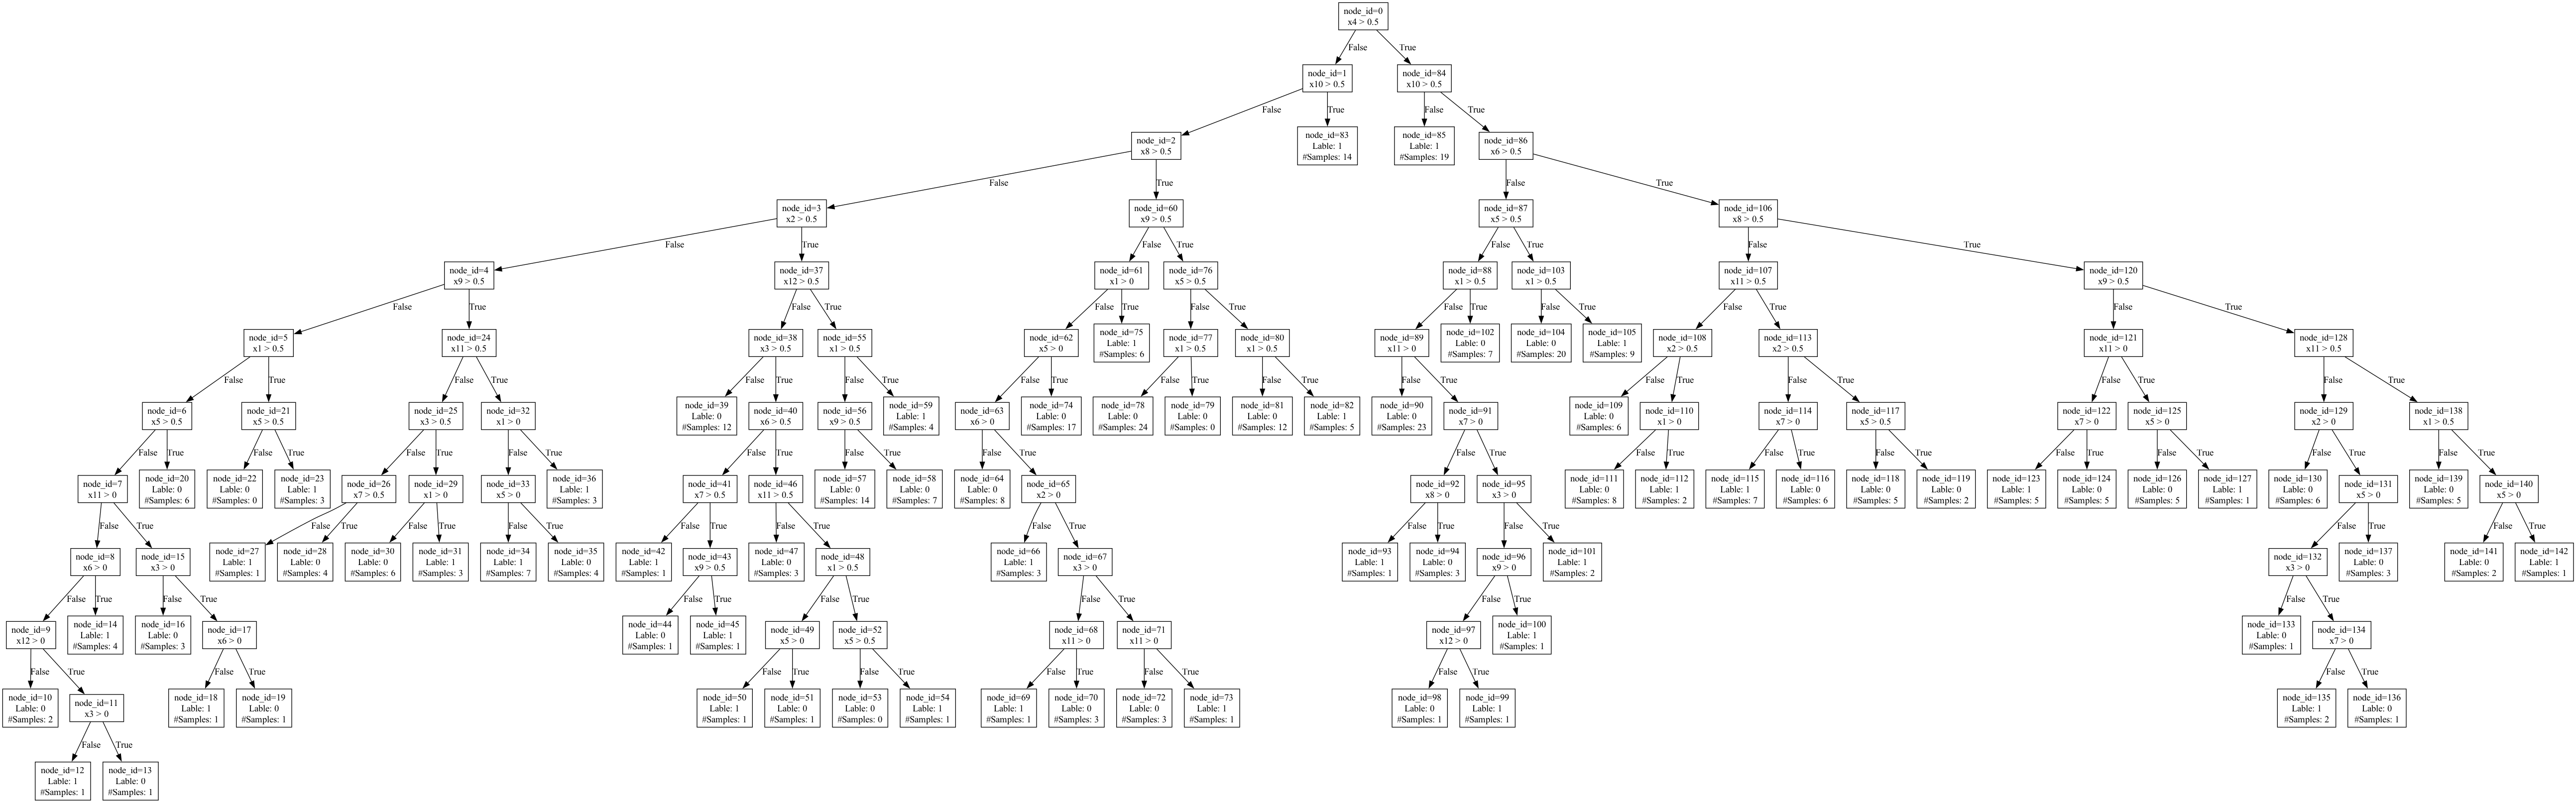 node_id=0
x4 > 0.5
False
True
node_id=1
x10 > 0.5
node_id=84
x10 > 0.5
False
True
False
True
node_id=2
x8 > 0.5
node_id=83
Lable: 1
#Samples: 14
node_id=85
Lable: 1
#Samples: 19
node_id=86
x6 > 0.5
False
True
False
True
node_id=3
x2 > 0.5
node_id=60
x9 > 0.5
node_id=87
x5 > 0.5
node_id=106
x8 > 0.5
False
True
False
True
False
True
False
True
node_id=4
x9 > 0.5
node_id=37
x12 > 0.5
node_id=61
x1 > 0
node_id=76
x5 > 0.5
node_id=88
x1 > 0.5
node_id=103
x1 > 0.5
node_id=107
x11 > 0.5
node_id=120
x9 > 0.5
False
True
False
True
False
True
False
True
False
True
False
True
False
True
False
True
node_id=5
x1 > 0.5
node_id=24
x11 > 0.5
node_id=38
x3 > 0.5
node_id=55
x1 > 0.5
node_id=62
x5 > 0
node_id=75
Lable: 1
#Samples: 6
node_id=77
x1 > 0.5
node_id=80
x1 > 0.5
node_id=89
x11 > 0
node_id=102
Lable: 0
#Samples: 7
node_id=104
Lable: 0
#Samples: 20
node_id=105
Lable: 1
#Samples: 9
node_id=108
x2 > 0.5
node_id=113
x2 > 0.5
node_id=121
x11 > 0
node_id=128
x11 > 0.5
False
True
False
True
False
True
False
True
False
True
False
True
False
True
False
True
False
True
False
True
False
True
False
True
node_id=6
x5 > 0.5
node_id=21
x5 > 0.5
node_id=25
x3 > 0.5
node_id=32
x1 > 0
node_id=39
Lable: 0
#Samples: 12
node_id=40
x6 > 0.5
node_id=56
x9 > 0.5
node_id=59
Lable: 1
#Samples: 4
node_id=63
x6 > 0
node_id=74
Lable: 0
#Samples: 17
node_id=78
Lable: 0
#Samples: 24
node_id=79
Lable: 0
#Samples: 0
node_id=81
Lable: 0
#Samples: 12
node_id=82
Lable: 1
#Samples: 5
node_id=90
Lable: 0
#Samples: 23
node_id=91
x7 > 0
node_id=109
Lable: 0
#Samples: 6
node_id=110
x1 > 0
node_id=114
x7 > 0
node_id=117
x5 > 0.5
node_id=122
x7 > 0
node_id=125
x5 > 0
node_id=129
x2 > 0
node_id=138
x1 > 0.5
False
True
False
True
False
True
False
True
False
True
False
True
False
True
False
True
False
True
False
True
False
True
False
True
False
True
False
True
False
True
node_id=7
x11 > 0
node_id=20
Lable: 0
#Samples: 6
node_id=22
Lable: 0
#Samples: 0
node_id=23
Lable: 1
#Samples: 3
node_id=26
x7 > 0.5
node_id=29
x1 > 0
node_id=33
x5 > 0
node_id=36
Lable: 1
#Samples: 3
node_id=41
x7 > 0.5
node_id=46
x11 > 0.5
node_id=57
Lable: 0
#Samples: 14
node_id=58
Lable: 0
#Samples: 7
node_id=64
Lable: 0
#Samples: 8
node_id=65
x2 > 0
node_id=92
x8 > 0
node_id=95
x3 > 0
node_id=111
Lable: 0
#Samples: 8
node_id=112
Lable: 1
#Samples: 2
node_id=115
Lable: 1
#Samples: 7
node_id=116
Lable: 0
#Samples: 6
node_id=118
Lable: 0
#Samples: 5
node_id=119
Lable: 0
#Samples: 2
node_id=123
Lable: 1
#Samples: 5
node_id=124
Lable: 0
#Samples: 5
node_id=126
Lable: 0
#Samples: 5
node_id=127
Lable: 1
#Samples: 1
node_id=130
Lable: 0
#Samples: 6
node_id=131
x5 > 0
node_id=139
Lable: 0
#Samples: 5
node_id=140
x5 > 0
False
True
False
True
False
True
False
True
False
True
False
True
False
True
False
True
False
True
False
True
False
True
node_id=8
x6 > 0
node_id=15
x3 > 0
node_id=27
Lable: 1
#Samples: 1
node_id=28
Lable: 0
#Samples: 4
node_id=30
Lable: 0
#Samples: 6
node_id=31
Lable: 1
#Samples: 3
node_id=34
Lable: 1
#Samples: 7
node_id=35
Lable: 0
#Samples: 4
node_id=42
Lable: 1
#Samples: 1
node_id=43
x9 > 0.5
node_id=47
Lable: 0
#Samples: 3
node_id=48
x1 > 0.5
node_id=66
Lable: 1
#Samples: 3
node_id=67
x3 > 0
node_id=93
Lable: 1
#Samples: 1
node_id=94
Lable: 0
#Samples: 3
node_id=96
x9 > 0
node_id=101
Lable: 1
#Samples: 2
node_id=132
x3 > 0
node_id=137
Lable: 0
#Samples: 3
node_id=141
Lable: 0
#Samples: 2
node_id=142
Lable: 1
#Samples: 1
False
True
False
True
False
True
False
True
False
True
False
True
False
True
node_id=9
x12 > 0
node_id=14
Lable: 1
#Samples: 4
node_id=16
Lable: 0
#Samples: 3
node_id=17
x6 > 0
node_id=44
Lable: 0
#Samples: 1
node_id=45
Lable: 1
#Samples: 1
node_id=49
x5 > 0
node_id=52
x5 > 0.5
node_id=68
x11 > 0
node_id=71
x11 > 0
node_id=97
x12 > 0
node_id=100
Lable: 1
#Samples: 1
node_id=133
Lable: 0
#Samples: 1
node_id=134
x7 > 0
False
True
False
True
False
True
False
True
False
True
False
True
False
True
False
True
node_id=10
Lable: 0
#Samples: 2
node_id=11
x3 > 0
node_id=18
Lable: 1
#Samples: 1
node_id=19
Lable: 0
#Samples: 1
node_id=50
Lable: 1
#Samples: 1
node_id=51
Lable: 0
#Samples: 1
node_id=53
Lable: 0
#Samples: 0
node_id=54
Lable: 1
#Samples: 1
node_id=69
Lable: 1
#Samples: 1
node_id=70
Lable: 0
#Samples: 3
node_id=72
Lable: 0
#Samples: 3
node_id=73
Lable: 1
#Samples: 1
node_id=98
Lable: 0
#Samples: 1
node_id=99
Lable: 1
#Samples: 1
node_id=135
Lable: 1
#Samples: 2
node_id=136
Lable: 0
#Samples: 1
False
True
node_id=12
Lable: 1
#Samples: 1
node_id=13
Lable: 0
#Samples: 1